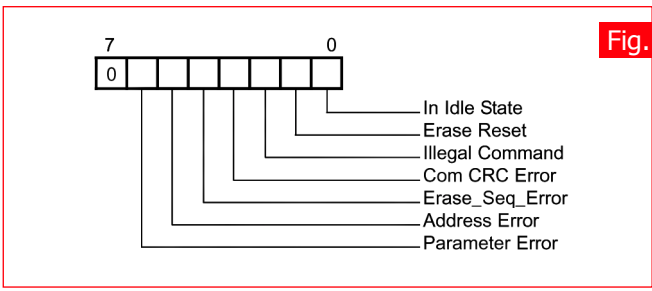 Fig.
7 0
0
In Idle State
Erase Reset
Illegal Command
Com CRC Error
Erase_Seq_Error
Address Error
Parameter Error